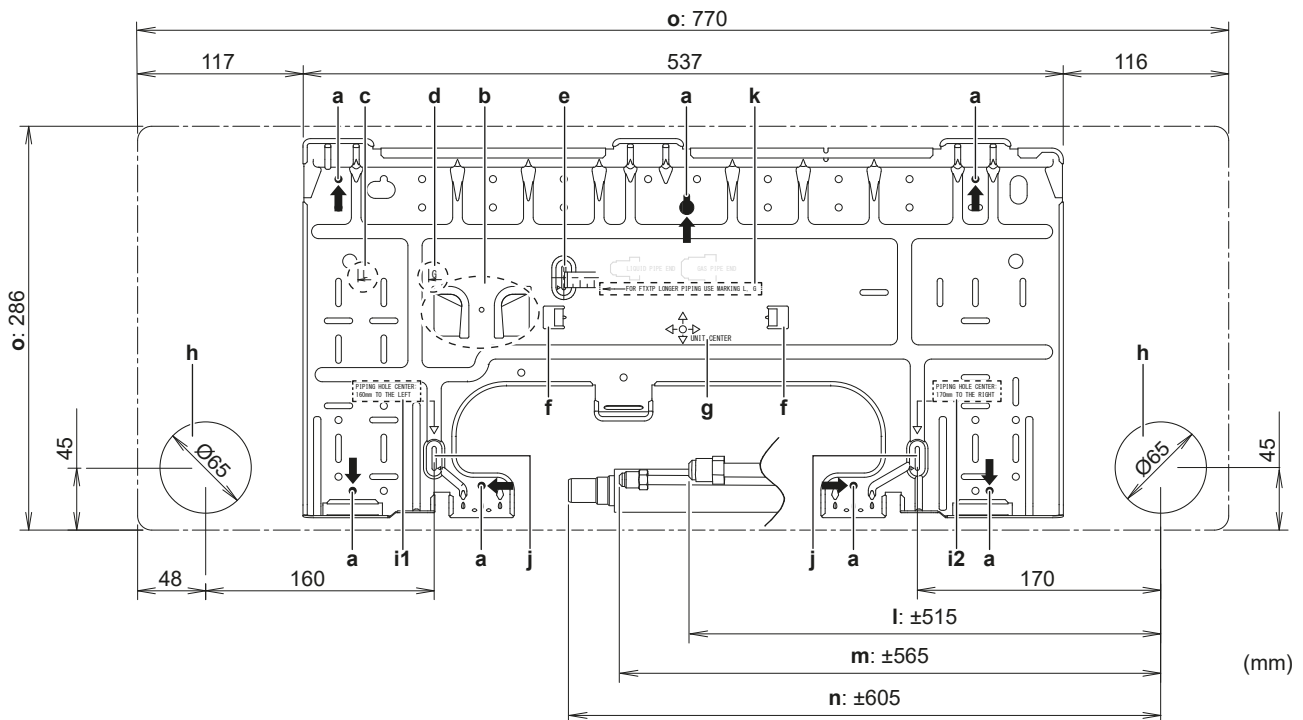 o: 770
117 537 116
a c d b e a k a
a
L G
LIQUID PIPE END GAS PIPE END
FOR FTXTP LONGER PIPING USE MARKING L, G
o: 286
UNIT CENTER
h h
f g f
PIPING HOLE CENTER:
160mm TO THE LEFT
PIPING HOLE CENTER:
170mm TO THE RIGHT
45 Ø65 Ø65 45
a i1 a j j a i2 a
48 160 170
l: ±515
m: ±565
(mm)
n: ±605